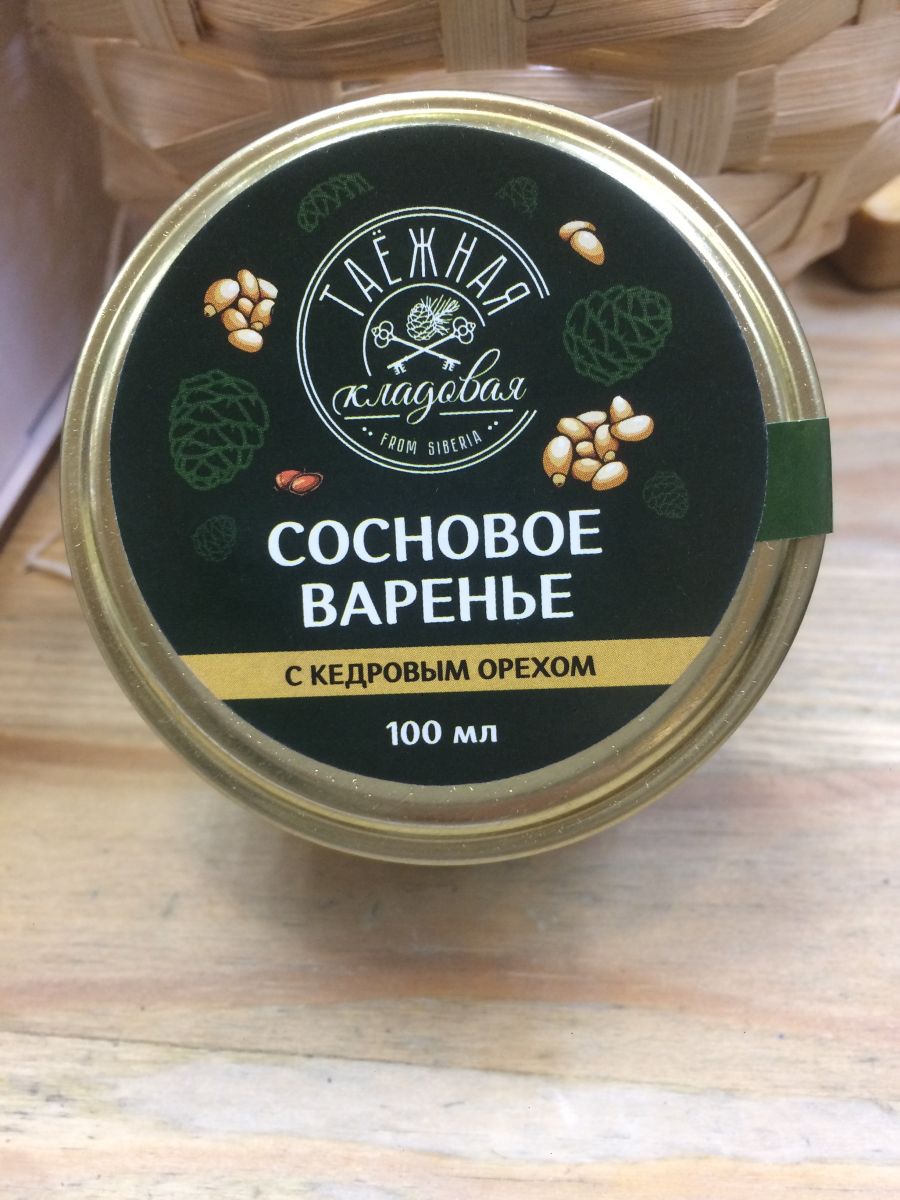 ТАЁЖНАЯ
кладовая
•• FROM SIBERIA ••
СОСНОВОЕ
ВАРЕНЬЕ
С КЕДРОВЫМ ОРЕХОМ
100 мл